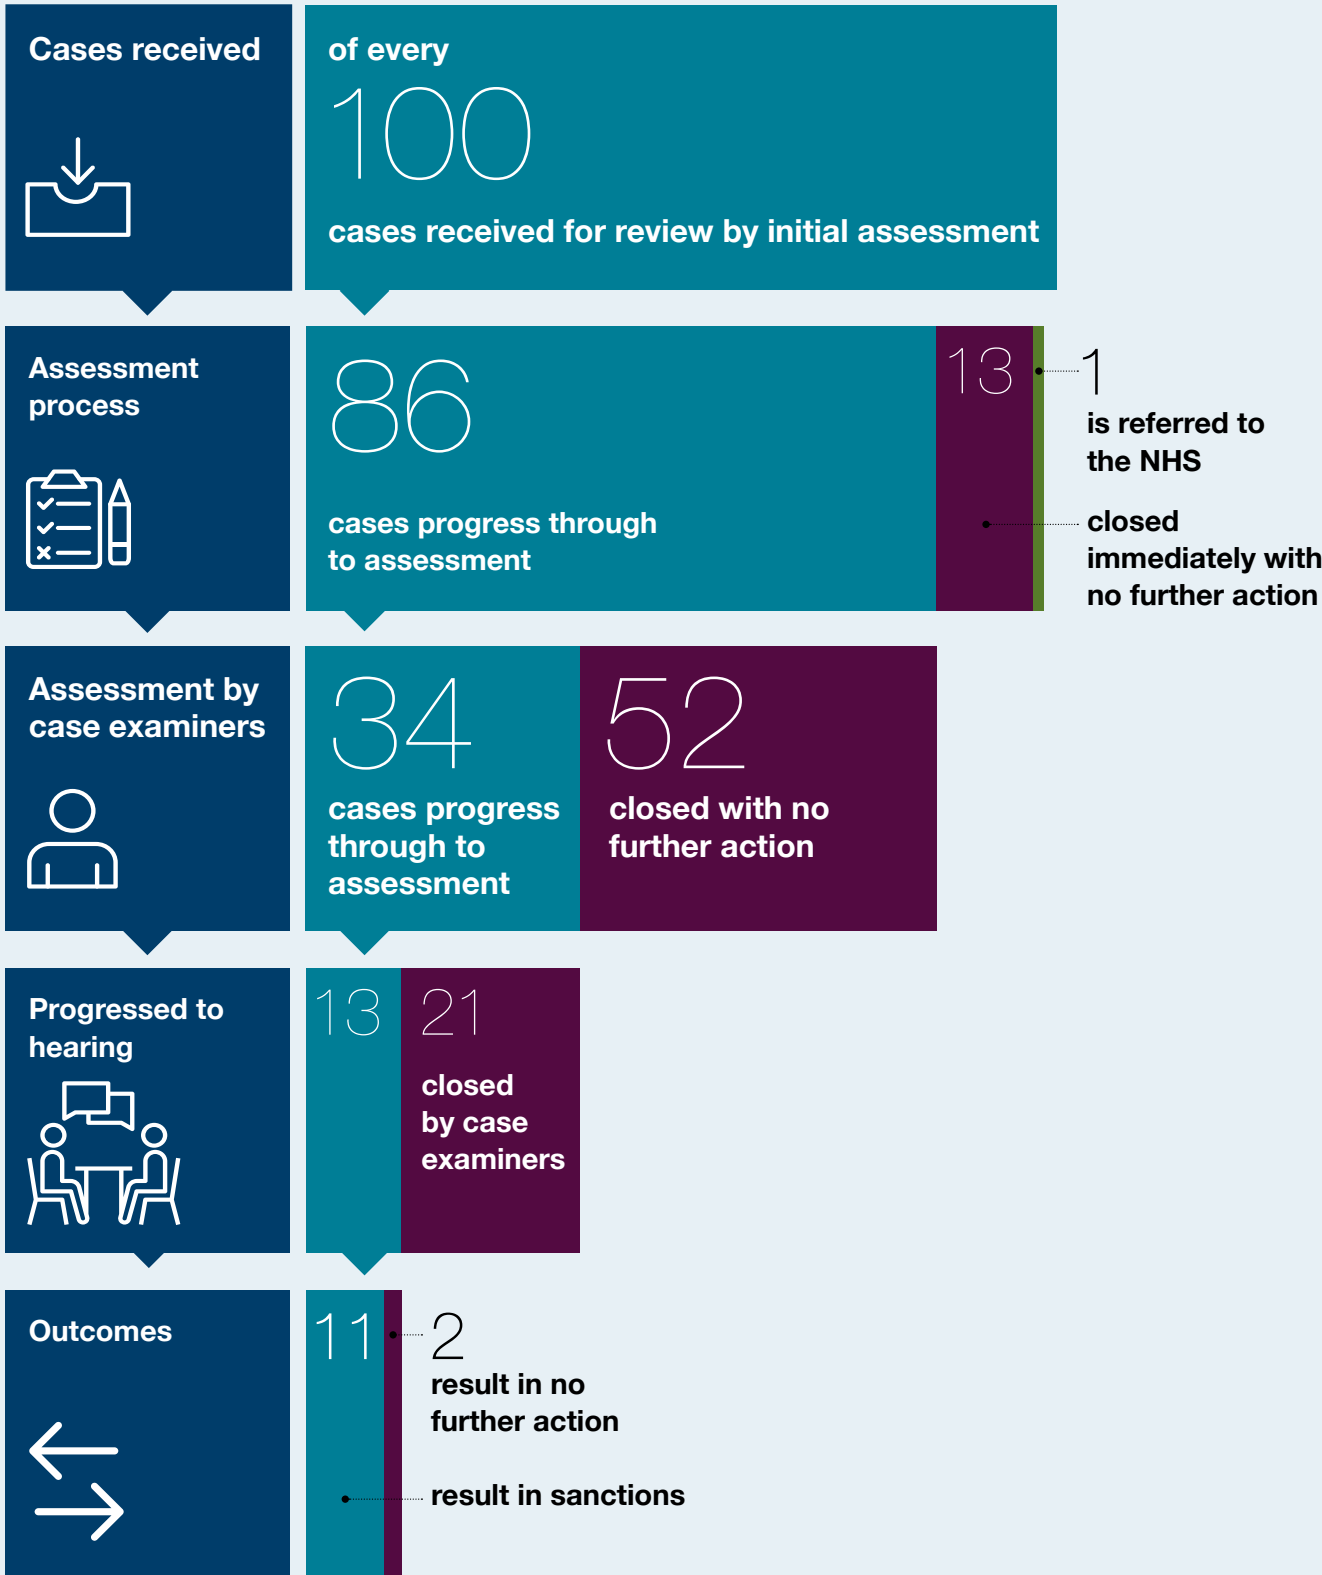 Cases received
of every
100
cases received for review by initial assessment
Assessment
process
86
cases progress through
to assessment
13
1
is referred to
the NHS
closed
immediately with
no further action
Assessment by
case examiners
34
cases progress
through to
assessment
52
closed with no
further action
Progressed to
hearing
13
21
closed
by case
examiners
Outcomes
11
2
result in no
further action
result in sanctions